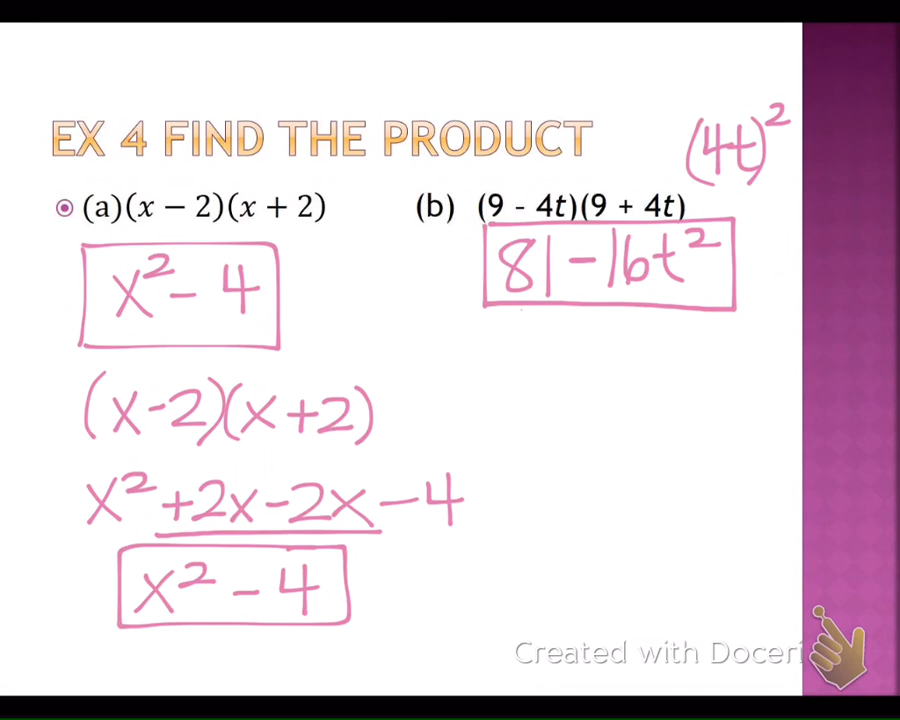 EX 4 FIND THE PRODUCT
(4t)²
(a)(x − 2)(x + 2)
(b) (9 - 4t)(9 + 4t)
x² - 4
81 - 16t²
(x-2)(x+2)
x² +2x-2x-4
x² - 4
Created with Doceri